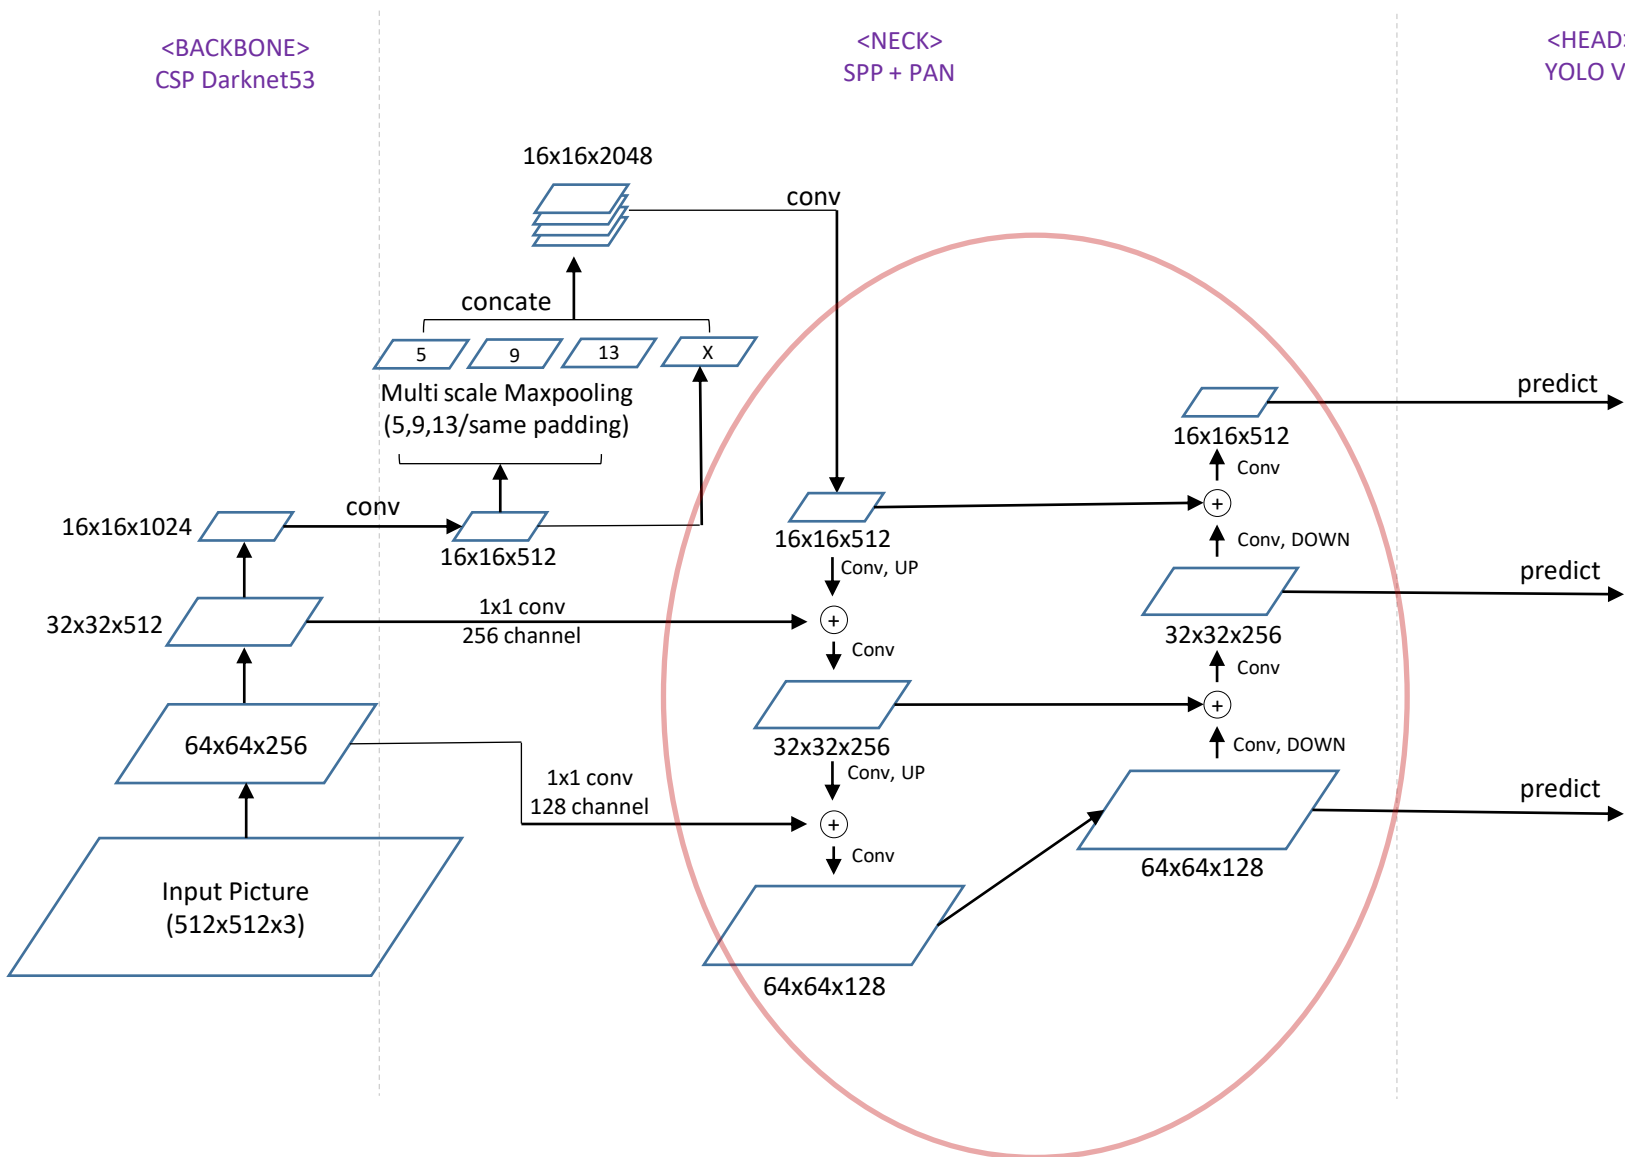 <BACKBONE>
CSP Darknet53
<NECK>
SPP + PAN
<HEAD>
YOLO V
16x16x2048
conv
concate
5
9
13
X
Multi scale Maxpooling
(5,9,13/same padding)
predict
16x16x512
Conv
16x16x1024
conv
16x16x512
16x16x512
+
Conv, UP
Conv, DOWN
predict
32x32x512
1x1 conv
256 channel
+
32x32x256
Conv
Conv
64x64x256
32x32x256
+
Conv, UP
Conv, DOWN
1x1 conv
128 channel
predict
+
Conv
64x64x128
Input Picture
(512x512x3)
64x64x128